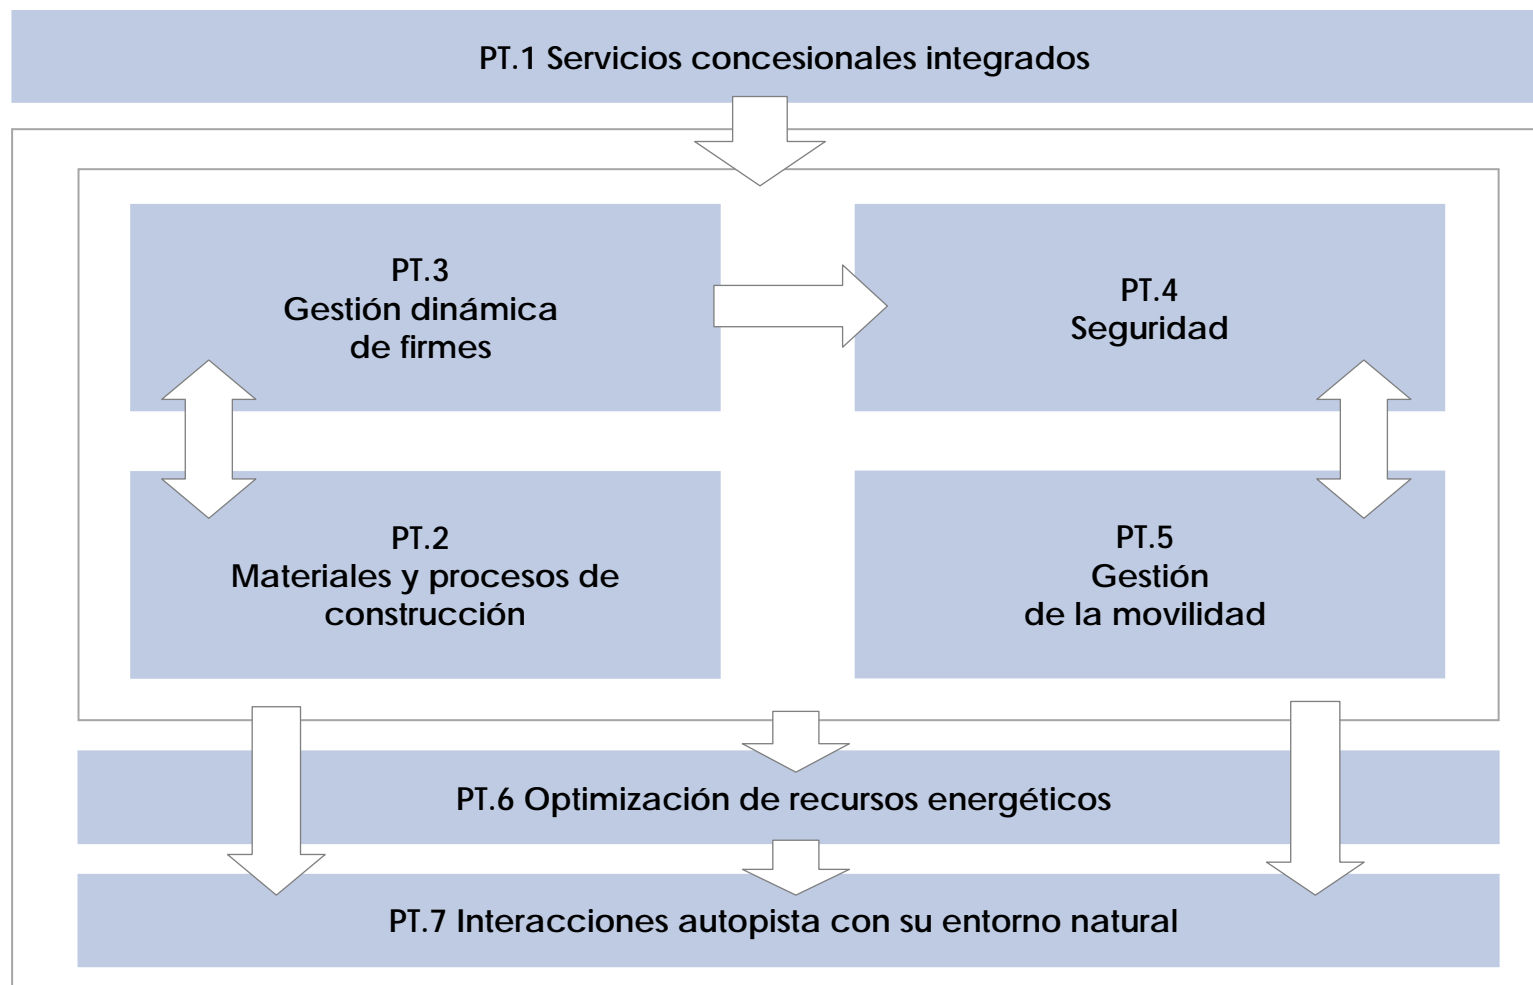 PT.1 Servicios concesionales integrados
PT.3
Gestión dinámica
de firmes
PT.4
Seguridad
PT.2
Materiales y procesos de
construcción
PT.5
Gestión
de la movilidad
PT.6 Optimización de recursos energéticos
PT.7 Interacciones autopista con su entorno natural